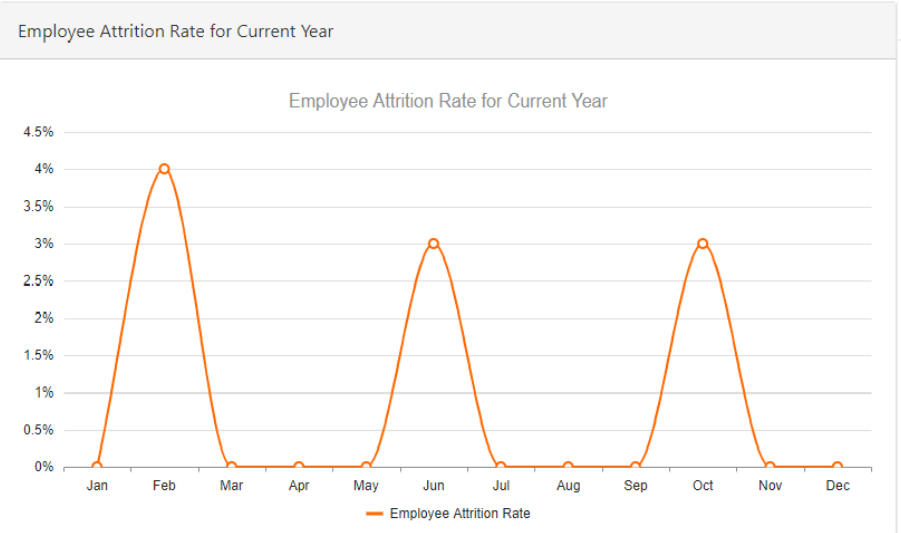 Employee Attrition Rate for Current Year
Employee Attrition Rate for Current Year
4.5%
4%
3.5%
3%
2.5%
2%
1.5%
1%
0.5%
0%
Jan Feb Mar Apr May Jun Jul Aug Sep Oct Nov Dec
Employee Attrition Rate